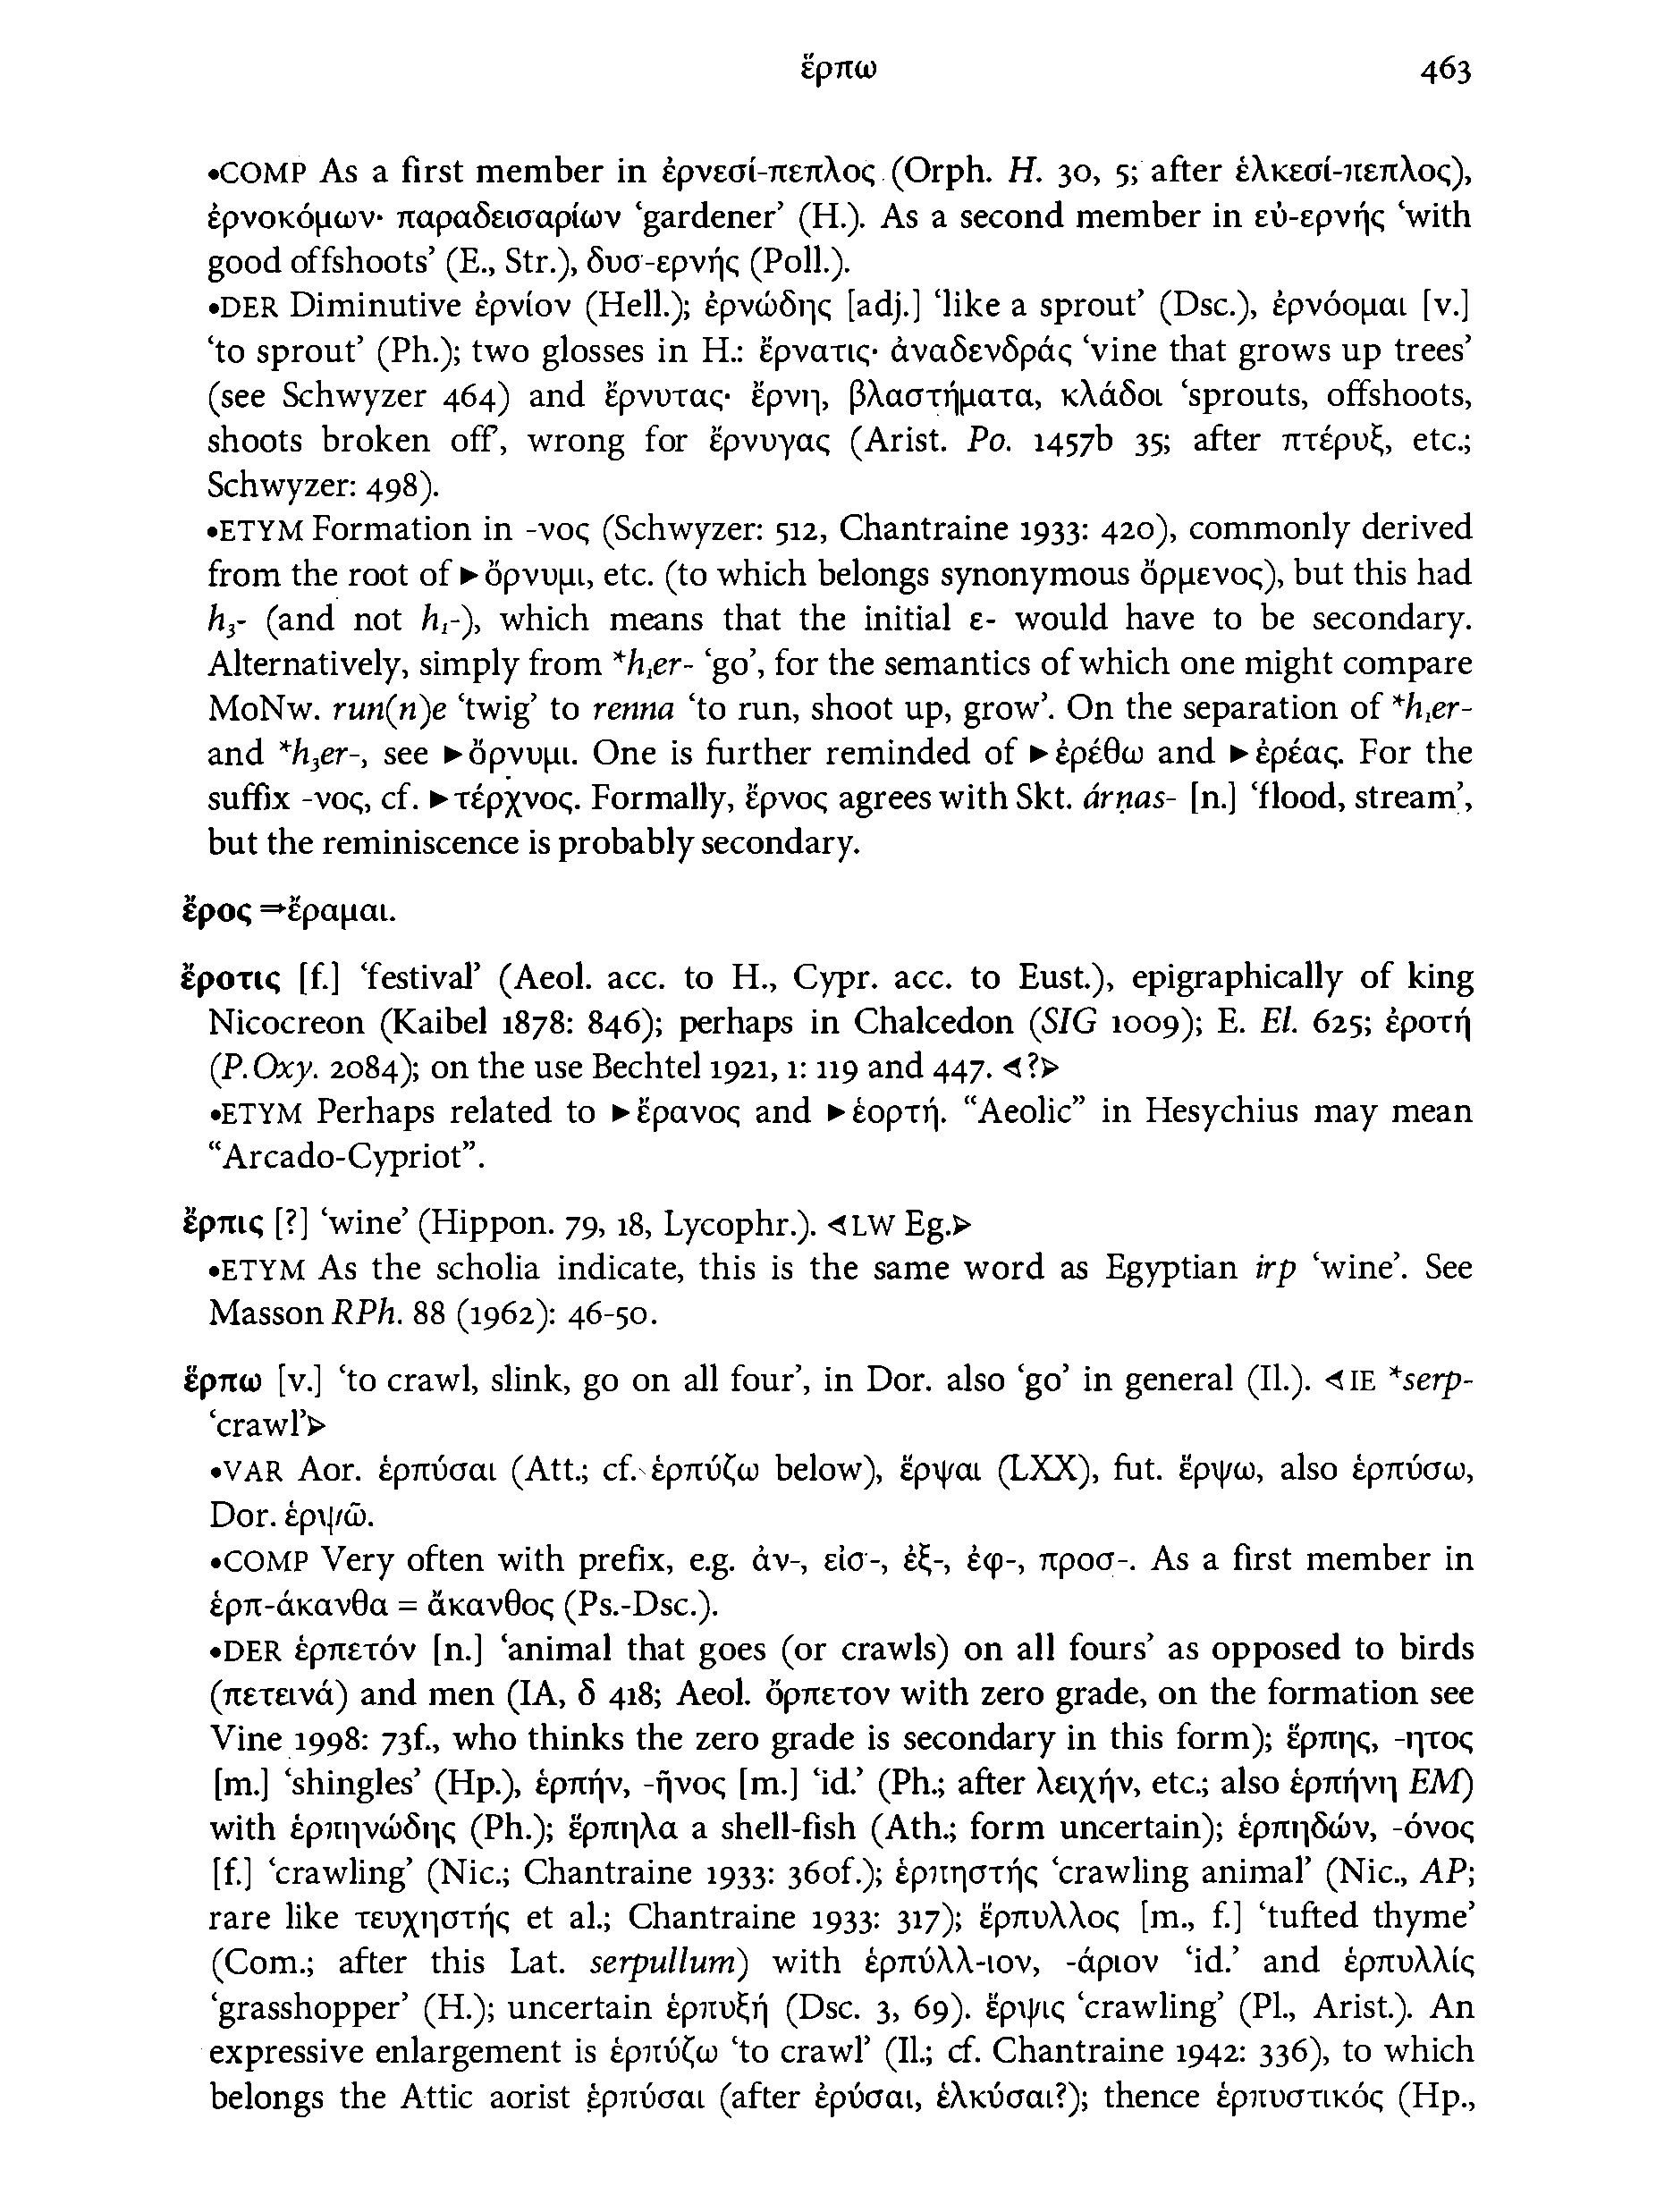 ἕρπω 463
•COMP As a first member in ἐρνεσί-πεπλος (Orph. H. 30, 5; after ἑλκεσί-πεπλος),
ἐρνοκόμων· παραδεισαρίων ‘gardener’ (H.). As a second member in εὐ-ερνής ‘with
good offshoots’ (E., Str.), δυσ-ερνής (Poll.).
•DER Diminutive ἐρνίον (Hell.); ἐρνώδης [adj.] ‘like a sprout’ (Dsc.), ἐρνόομαι [v.]
‘to sprout’ (Ph.); two glosses in H.: ἔρνατις· ἀναδενδράς ‘vine that grows up trees’
(see Schwyzer 464) and ἔρνυτας· ἔρνη, βλαστήματα, κλάδοι ‘sprouts, offshoots,
shoots broken off’, wrong for ἔρνυγας (Arist. Po. 1457b 35; after πτέρυξ, etc.;
Schwyzer: 498).
•ETYM Formation in -νος (Schwyzer: 512, Chantraine 1933: 420), commonly derived
from the root of ►ὄρνυμι, etc. (to which belongs synonymous ὄρμενος), but this had
h₃- (and not h₁-), which means that the initial ε- would have to be secondary.
Alternatively, simply from *h₁er- ‘go’, for the semantics of which one might compare
MoNw. run(n)e ‘twig’ to renna ‘to run, shoot up, grow’. On the separation of *h₁er-
and *h₃er-, see ►ὄρνυμι. One is further reminded of ►ἐρέθω and ►ἐρέας. For the
suffix -νος, cf. ►τέρχνος. Formally, ἔρνος agrees with Skt. árṇas- [n.] ‘flood, stream’,
but the reminiscence is probably secondary.
ἔρος ⇒ἔραμαι.
ἔροτις [f.] ‘festival’ (Aeol. acc. to H., Cypr. acc. to Eust.), epigraphically of king
Nicocreon (Kaibel 1878: 846); perhaps in Chalcedon (SIG 1009); E. El. 625; ἐροτή
(P.Oxy. 2084); on the use Bechtel 1921, 1: 119 and 447. ⊲?⊳
•ETYM Perhaps related to ►ἔρανος and ►ἑορτή. “Aeolic” in Hesychius may mean
“Arcado-Cypriot”.
ἔρπις [?] ‘wine’ (Hippon. 79, 18, Lycophr.). ⊲LW Eg.⊳
•ETYM As the scholia indicate, this is the same word as Egyptian irp ‘wine’. See
Masson RPh. 88 (1962): 46-50.
ἕρπω [v.] ‘to crawl, slink, go on all four’, in Dor. also ‘go’ in general (Il.). ⊲IE *serp-
‘crawl’⊳
•VAR Aor. ἑρπύσαι (Att.; cf. ἑρπύζω below), ἕρψαι (LXX), fut. ἕρψω, also ἑρπύσω,
Dor. ἑρψῶ.
•COMP Very often with prefix, e.g. ἀν-, εἰσ-, ἐξ-, ἐφ-, προσ-. As a first member in
ἑρπ-άκανθα = ἄκανθος (Ps.-Dsc.).
•DER ἑρπετόν [n.] ‘animal that goes (or crawls) on all fours’ as opposed to birds
(πετεινά) and men (IA, δ 418; Aeol. ὄρπετον with zero grade, on the formation see
Vine 1998: 73f., who thinks the zero grade is secondary in this form); ἕρπης, -ητος
[m.] ‘shingles’ (Hp.), ἑρπήν, -ῆνος [m.] ‘id.’ (Ph.; after λειχήν, etc.; also ἑρπήνη EM)
with ἑρπηνώδης (Ph.); ἕρπηλα a shell-fish (Ath.; form uncertain); ἑρπηδών, -όνος
[f.] ‘crawling’ (Nic.; Chantraine 1933: 360f.); ἑρπηστής ‘crawling animal’ (Nic., AP;
rare like τευχηστής et al.; Chantraine 1933: 317); ἕρπυλλος [m., f.] ‘tufted thyme’
(Com.; after this Lat. serpullum) with ἑρπύλλ-ιον, -άριον ‘id.’ and ἑρπυλλίς
‘grasshopper’ (H.); uncertain ἑρπυξή (Dsc. 3, 69). ἕρψις ‘crawling’ (Pl., Arist.). An
expressive enlargement is ἑρπύζω ‘to crawl’ (Il.; cf. Chantraine 1942: 336), to which
belongs the Attic aorist ἑρπύσαι (after ἐρύσαι, ἑλκύσαι?); thence ἑρπυστικός (Hp.,